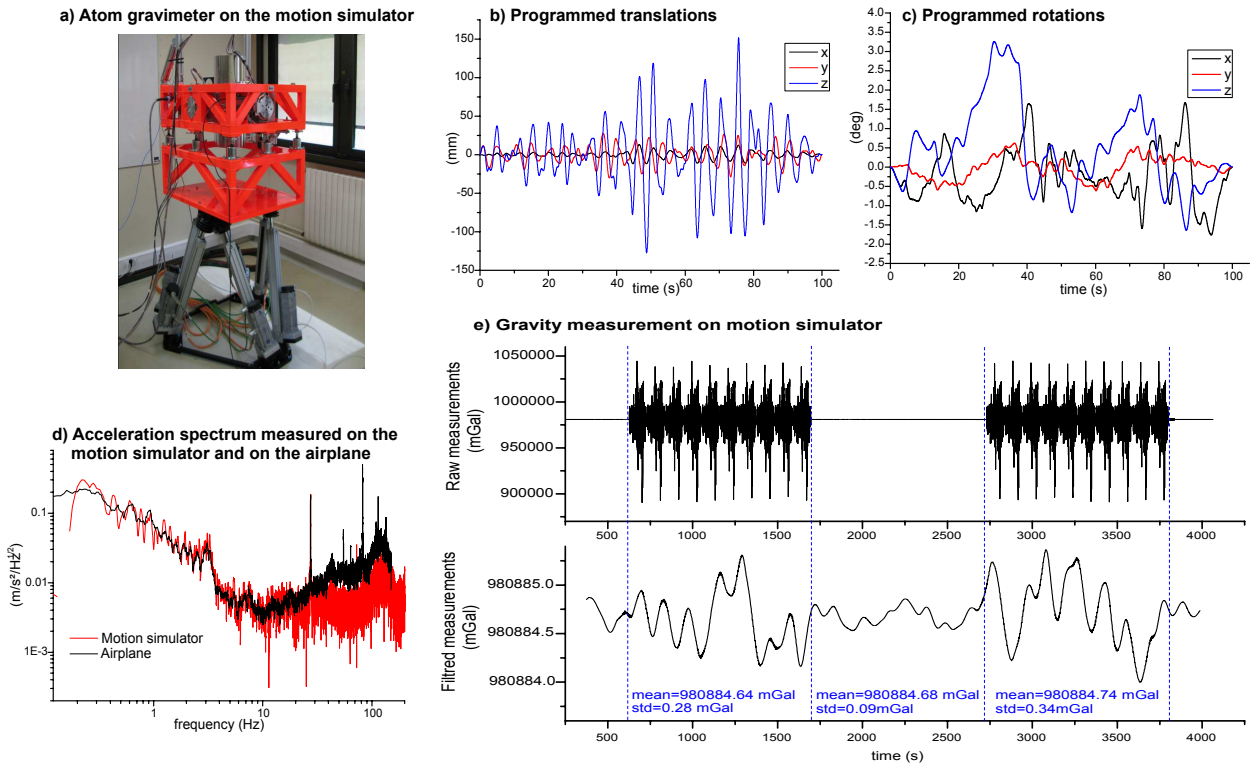 a) Atom gravimeter on the motion simulator
b) Programmed translations
150
100
50
0
-50
-100
-150
(mm)
x
y
z
0
20
40
60
80
100
time (s)
c) Programmed rotations
4.0
3.5
3.0
2.5
2.0
1.5
1.0
0.5
0.0
-0.5
-1.0
-1.5
-2.0
-2.5
(deg)
x
y
z
0
20
40
60
80
100
time (s)
d) Acceleration spectrum measured on the
motion simulator and on the airplane
0.1
0.01
1E-3
(m/s²/Hz^1/2)
Motion simulator
Airplane
1
10
100
frequency (Hz)
e) Gravity measurement on motion simulator
Raw measurements
(mGal)
1050000
1000000
950000
900000
500
1000
1500
2000
2500
3000
3500
4000
Filtred measurements
(mGal)
980885.0
980884.5
980884.0
mean=980884.64 mGal
std=0.28 mGal
mean=980884.68 mGal
std=0.09mGal
mean=980884.74 mGal
std=0.34mGal
500
1000
1500
2000
2500
3000
3500
4000
time (s)